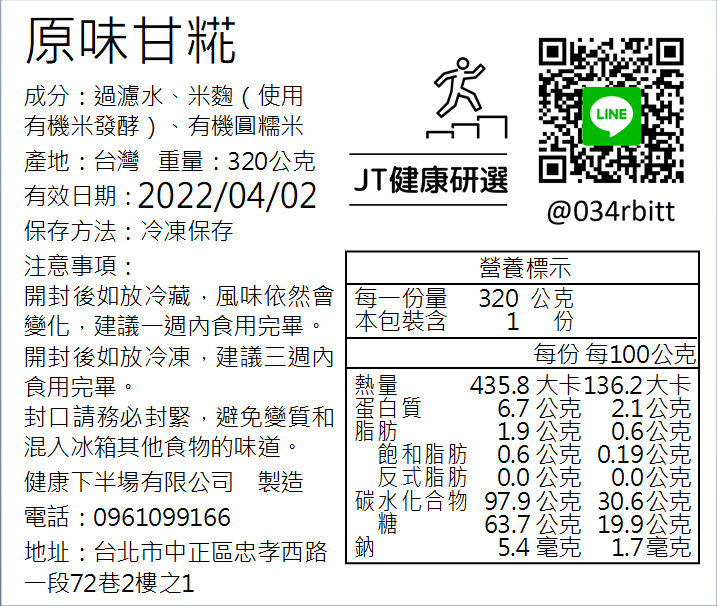 原味甘糀
成分：過濾水、米麴（使用
有機米發酵）、有機圓糯米
產地：台灣 重量：320公克
有效日期：2022/04/02
保存方法：冷凍保存
注意事項：
開封後如放冷藏，風味依然會
變化，建議一週內食用完畢。
開封後如放冷凍，建議三週內
食用完畢。
封口請務必封緊，避免變質和
混入冰箱其他食物的味道。
健康下半場有限公司 製造
電話：0961099166
地址：台北市中正區忠孝西路
一段72巷2樓之1
JT健康研選
LINE
@034rbitt
營養標示
每一份量 320 公克
本包裝含 1 份
每份 每100公克
熱量 435.8 大卡 136.2大卡
蛋白質 6.7 公克 2.1公克
脂肪 1.9 公克 0.6公克
飽和脂肪 0.6 公克 0.19公克
反式脂肪 0.0 公克 0.0公克
碳水化合物 97.9 公克 30.6公克
糖 63.7 公克 19.9公克
鈉 5.4 毫克 1.7毫克